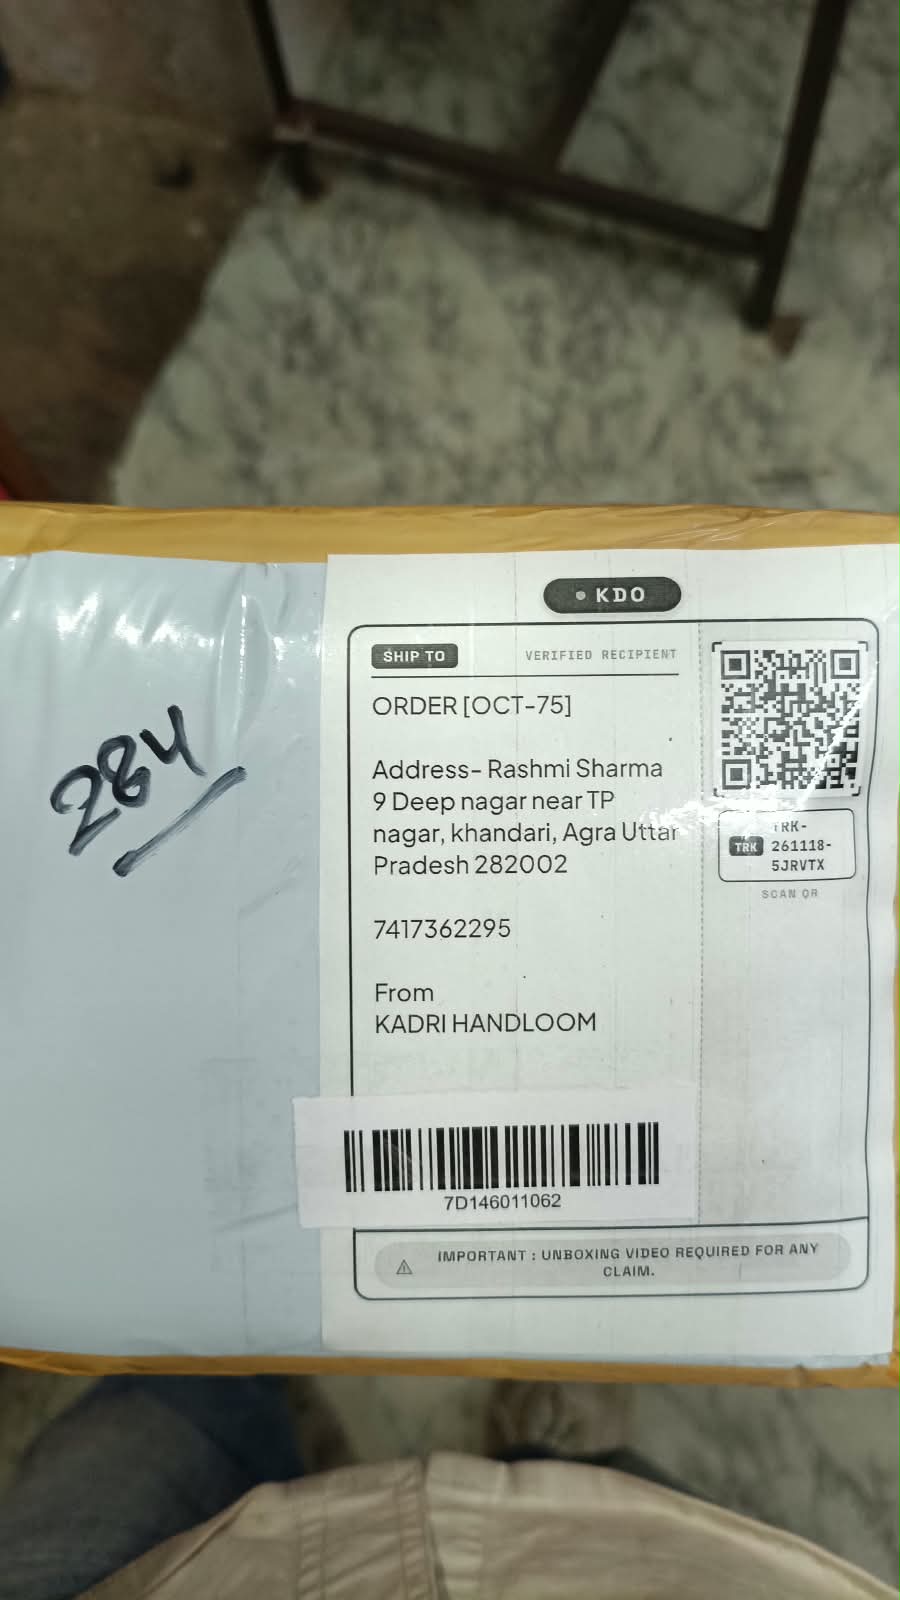 KDO
SHIP TO
VERIFIED RECIPIENT
ORDER [OCT-75]
Address- Rashmi Sharma
9 Deep nagar near TP
nagar, khandari, Agra Uttar
Pradesh 282002
7417362295
From
KADRI HANDLOOM
TRK
TRK-
261118-
5JRVTX
SCAN QR
7D146011062
IMPORTANT : UNBOXING VIDEO REQUIRED FOR ANY
CLAIM.
284